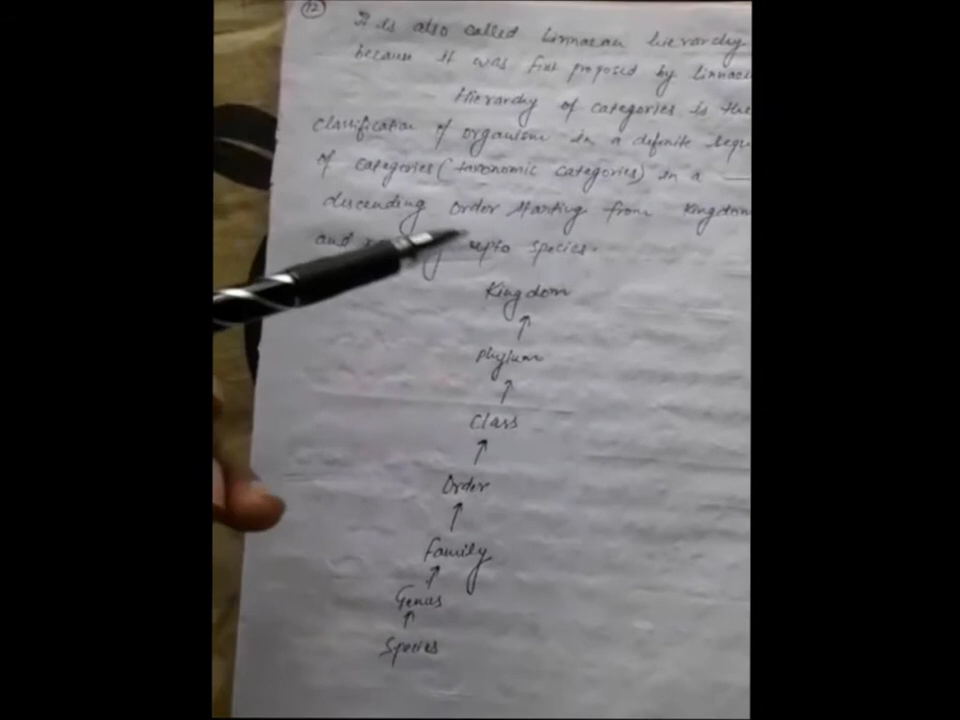 12
It is also called Linnaean hierarchy
because it was first proposed by
Hierarchy of categories is the
classification of organism in a definite
of categories (taxonomic categories) in a
descending order starting from Kingdom
and upto species.
Kingdom
↑
Phylum
↑
Class
↑
Order
↑
Family
↑
Genus
↑
Species